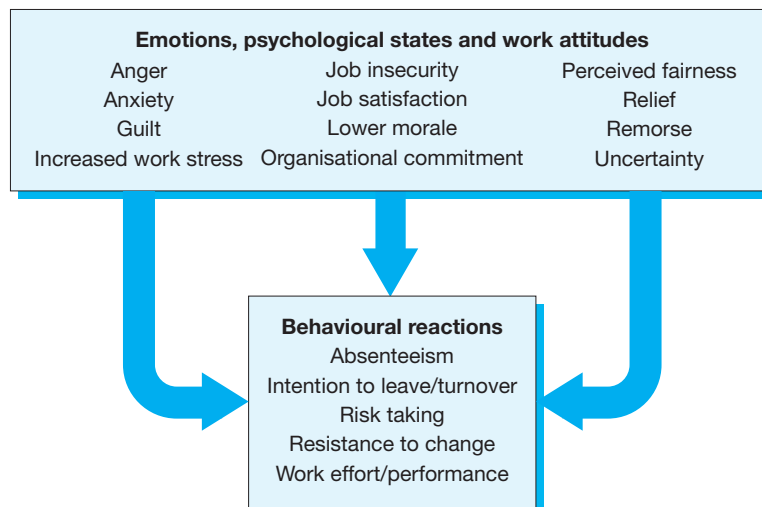 Emotions, psychological states and work attitudes
Anger
Anxiety
Guilt
Increased work stress
Job insecurity
Job satisfaction
Lower morale
Organisational commitment
Perceived fairness
Relief
Remorse
Uncertainty
Behavioural reactions
Absenteeism
Intention to leave/turnover
Risk taking
Resistance to change
Work effort/performance